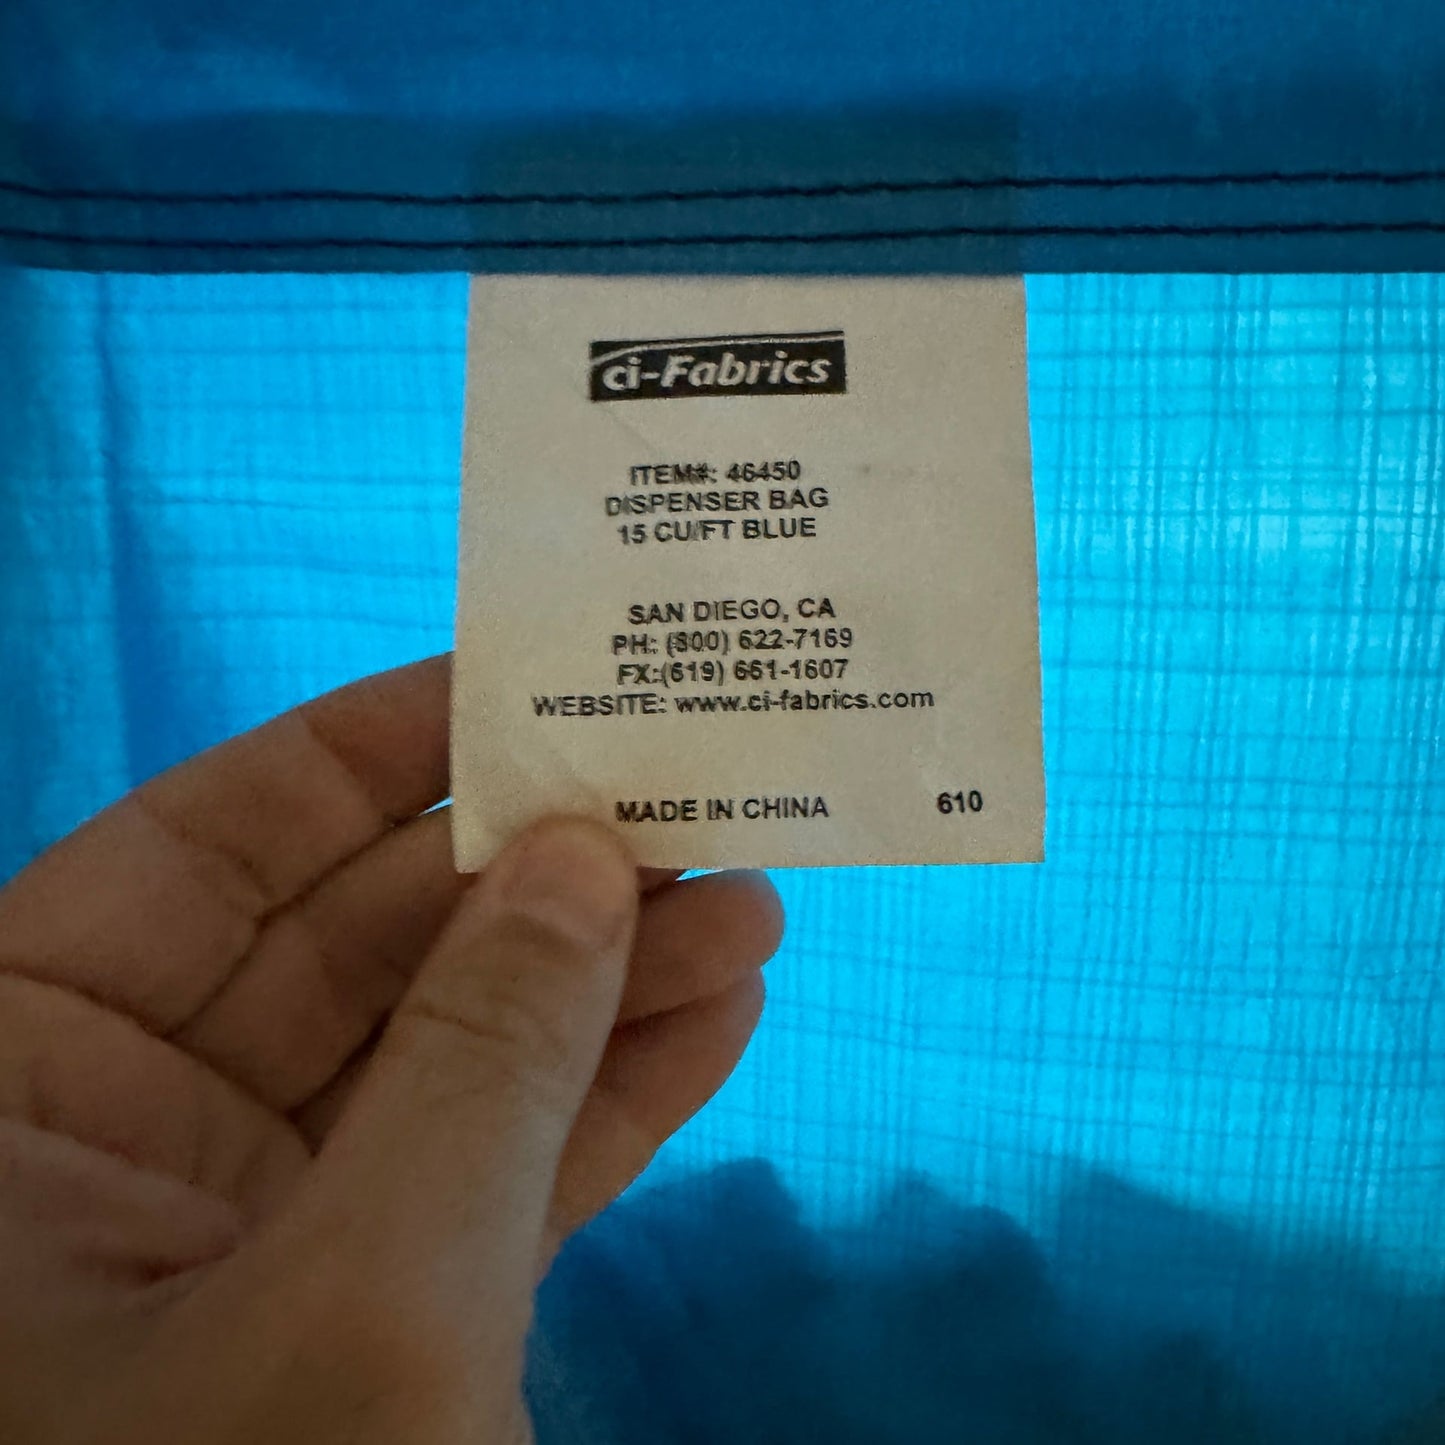 ci-Fabrics
ITEM#: 46450
DISPENSER BAG
15 CU/FT BLUE
SAN DIEGO, CA
PH: (800) 622-7169
FX:(619) 661-1607
WEBSITE: www.ci-fabrics.com
MADE IN CHINA 610